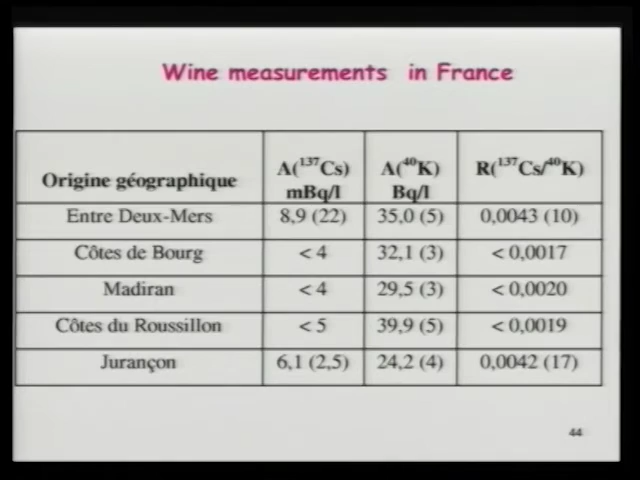 Wine measurements in France
Origine géographique | A(¹³⁷Cs) mBq/l | A(⁴⁰K) Bq/l | R(¹³⁷Cs/⁴⁰K)
Entre Deux-Mers | 8,9 (22) | 35,0 (5) | 0,0043 (10)
Côtes de Bourg | < 4 | 32,1 (3) | < 0,0017
Madiran | < 4 | 29,5 (3) | < 0,0020
Côtes du Roussillon | < 5 | 39,9 (5) | < 0,0019
Jurançon | 6,1 (2,5) | 24,2 (4) | 0,0042 (17)
44